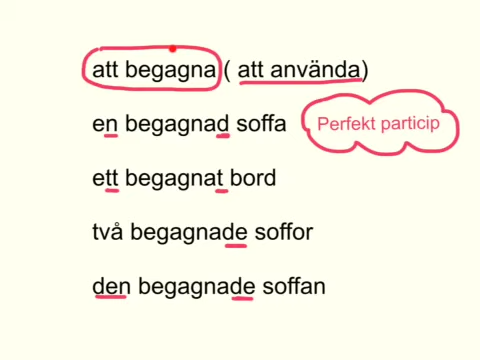 att begagna ( att använda)
en begagnad soffa
Perfekt particip
ett begagnat bord
två begagnade soffor
den begagnade soffan